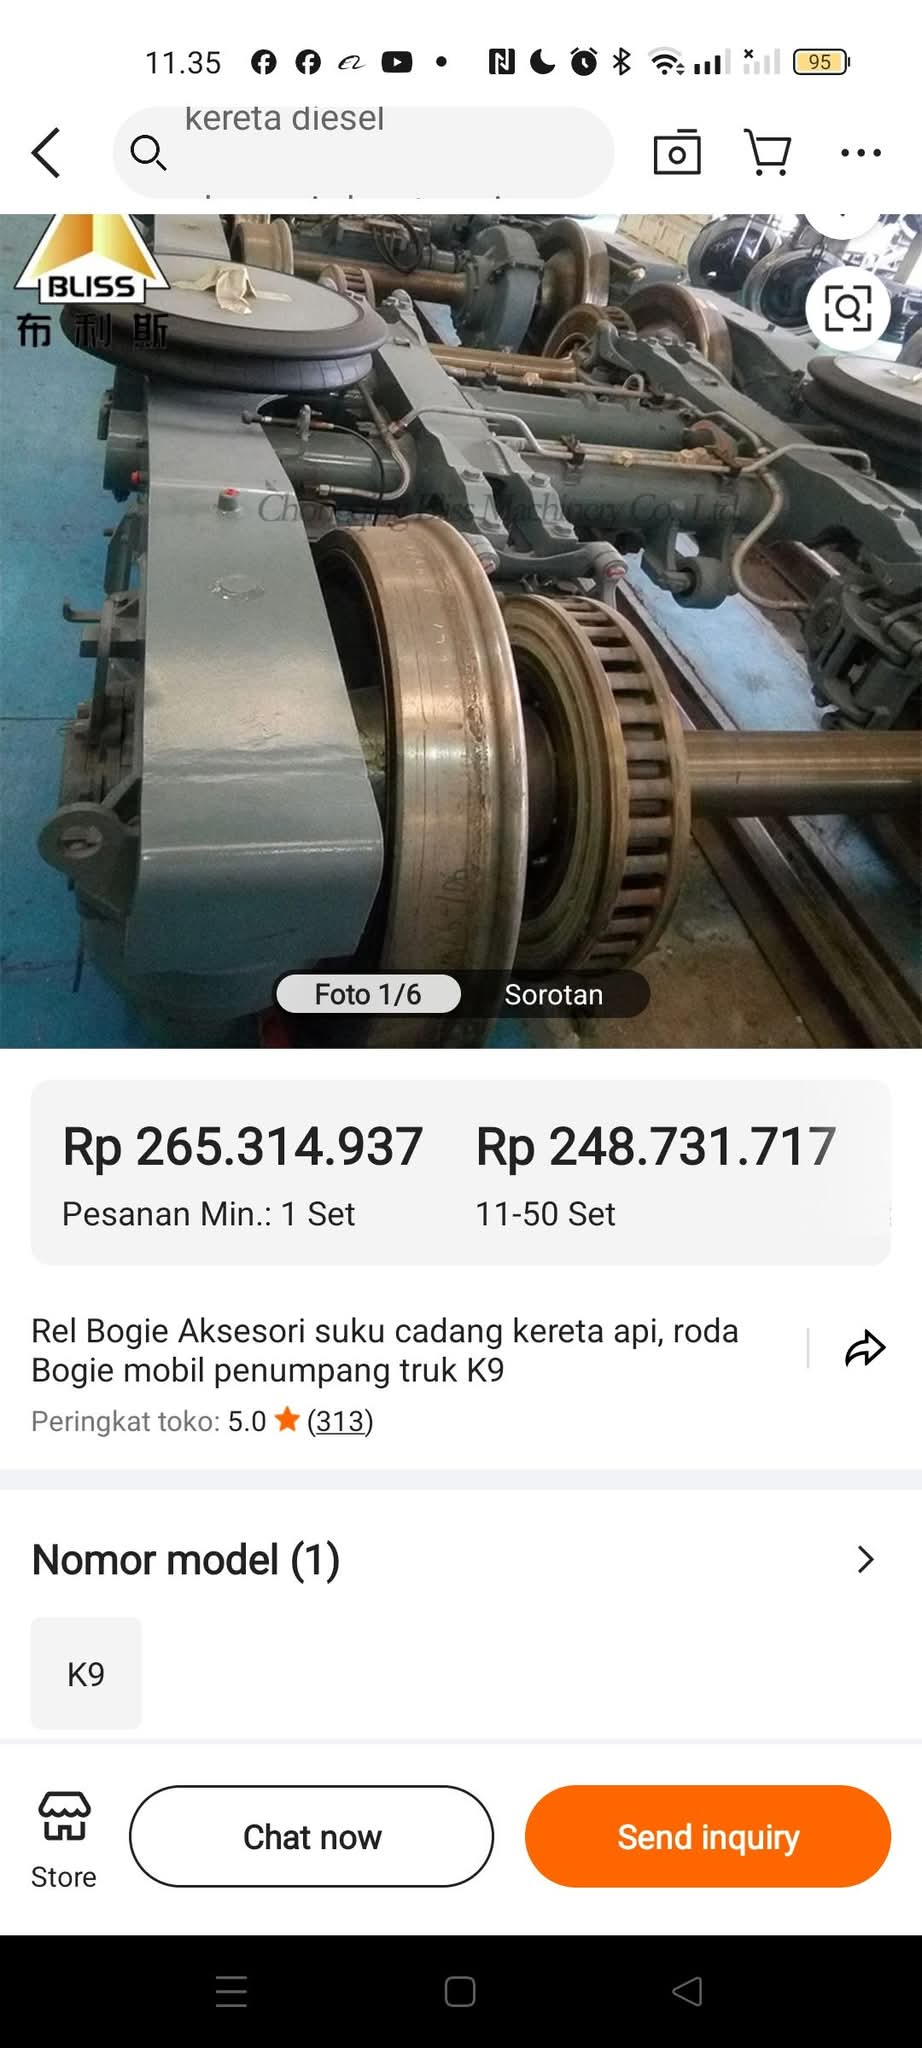 11.35
95
kereta diesel
BLISS
布利斯
Chongqing Bliss Machinery Co., Ltd.
Foto 1/6
Sorotan
Rp 265.314.937
Rp 248.731.717
Pesanan Min.: 1 Set
11-50 Set
Rel Bogie Aksesori suku cadang kereta api, roda
Bogie mobil penumpang truk K9
Peringkat toko: 5.0 ★ (313)
Nomor model (1)
K9
Store
Chat now
Send inquiry